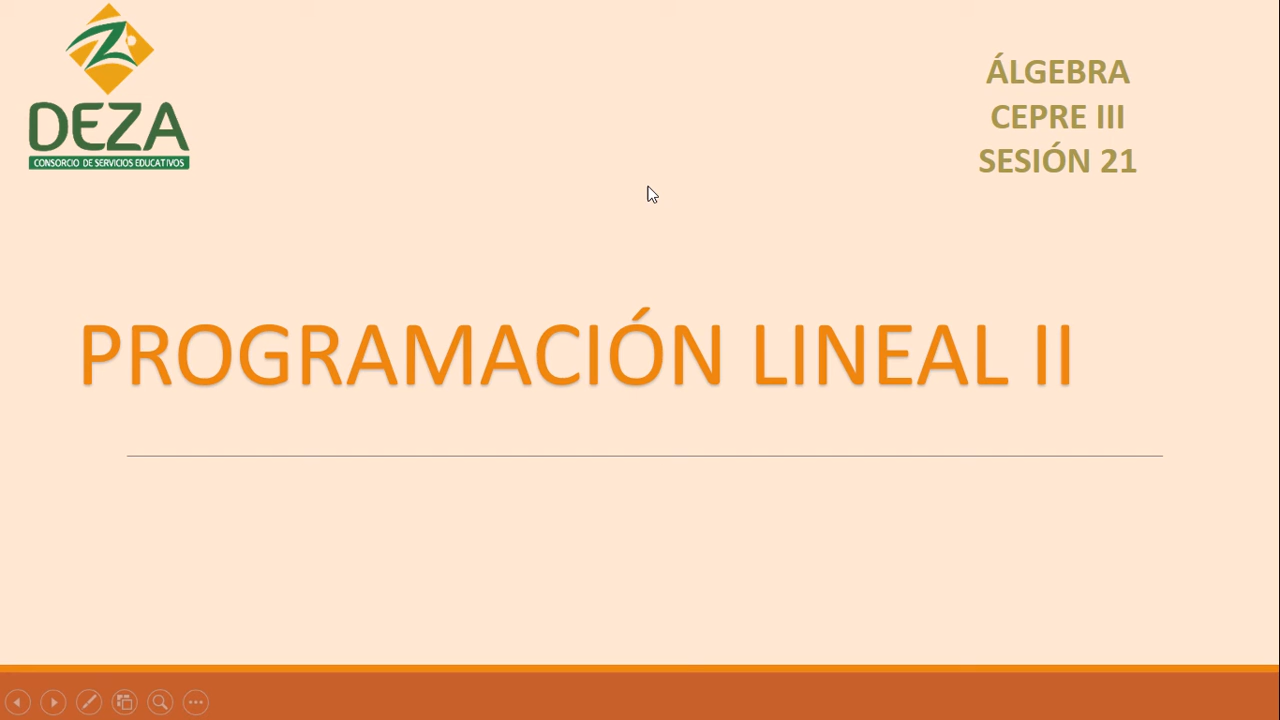 DEZA
CONSORCIO DE SERVICIOS EDUCATIVOS
ÁLGEBRA
CEPRE III
SESIÓN 21
PROGRAMACIÓN LINEAL II